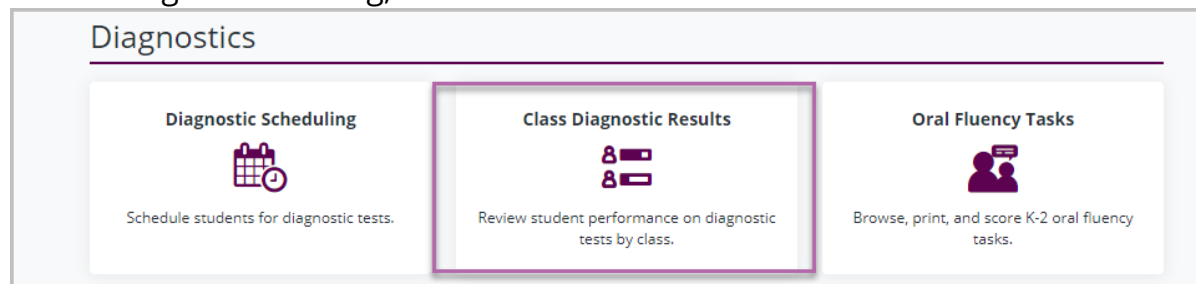 Diagnostics
Diagnostic Scheduling
Schedule students for diagnostic tests.
Class Diagnostic Results
Review student performance on diagnostic
tests by class.
Oral Fluency Tasks
Browse, print, and score K-2 oral fluency
tasks.